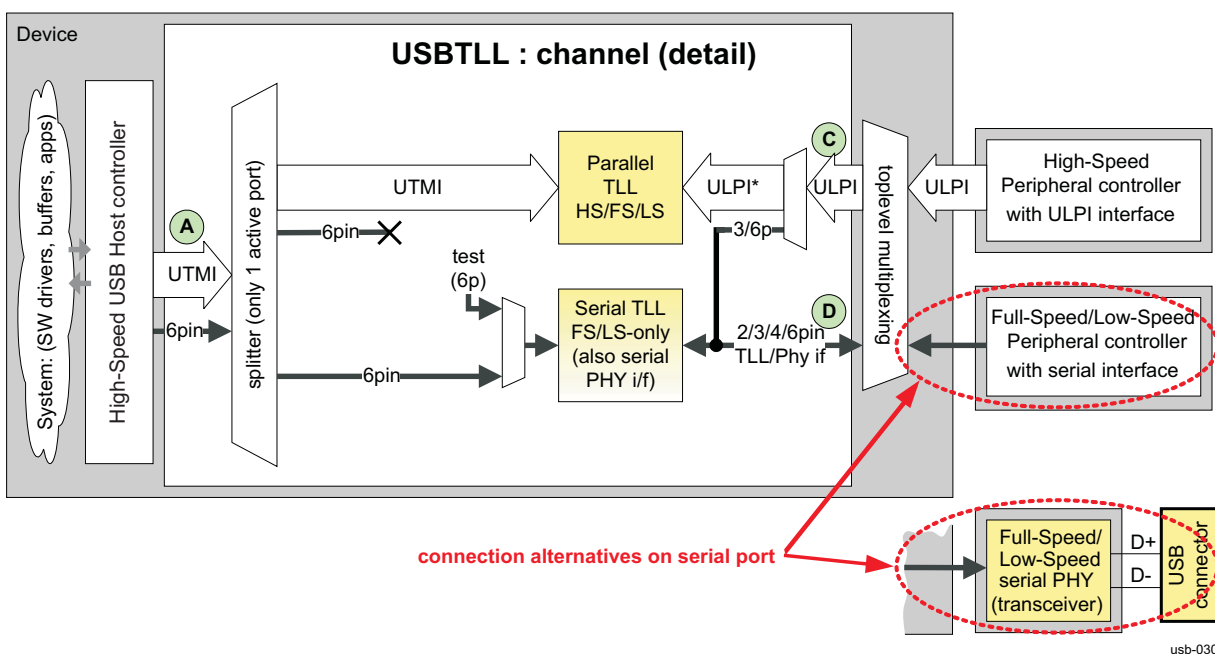 Device
USBTLL : channel (detail)
System: (SW drivers, buffers, apps)
High-Speed USB Host controller
A
UTMI
6pin
splitter (only 1 active port)
UTMI
6pin
test
(6p)
6pin
Parallel
TLL
HS/FS/LS
Serial TLL
FS/LS-only
(also serial
PHY i/f)
ULPI*
3/6p
C
ULPI
D
2/3/4/6pin
TLL/Phy if
toplevel multiplexing
ULPI
High-Speed
Peripheral controller
with ULPI interface
Full-Speed/Low-Speed
Peripheral controller
with serial interface
connection alternatives on serial port
Full-Speed/
Low-Speed
serial PHY
(transceiver)
D+
D-
USB
connector
usb-030